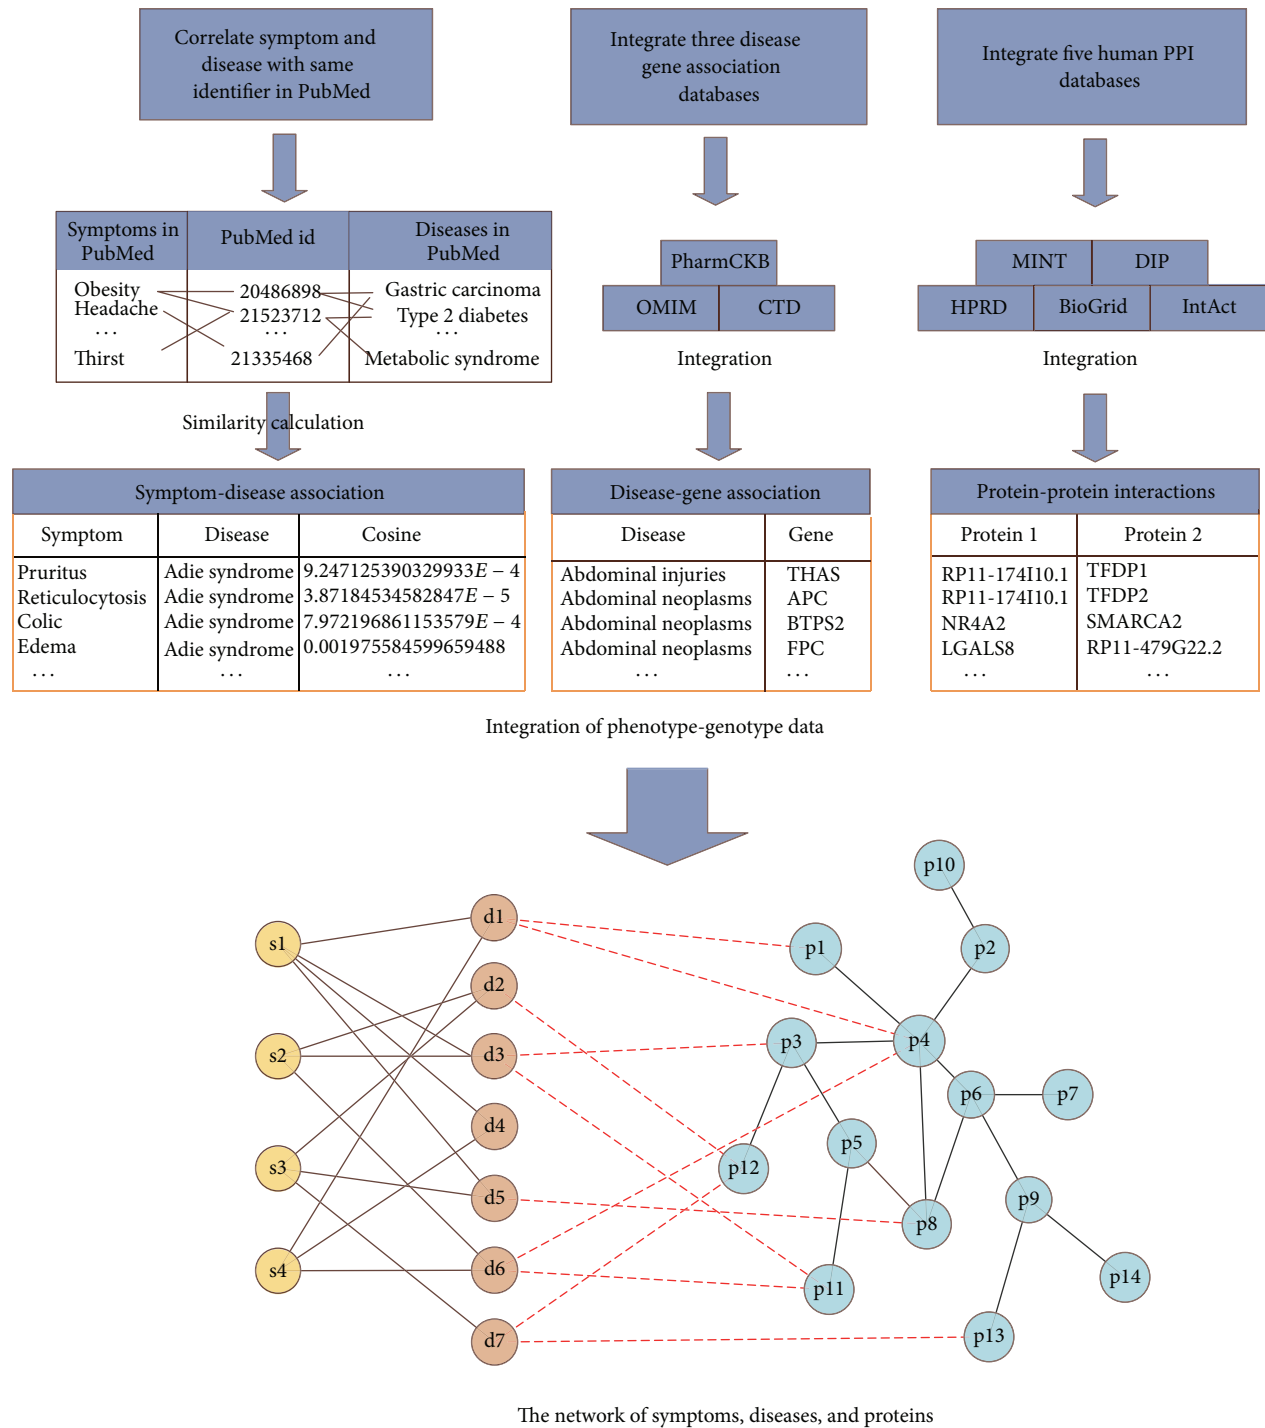 Correlate symptom and
disease with same
identifier in PubMed
Integrate three disease
gene association
databases
Integrate five human PPI
databases
Symptoms in
PubMed
PubMed id
Diseases in
PubMed
Obesity
Headache
...
Thirst
20486898
21523712
...
21335468
Gastric carcinoma
Type 2 diabetes
...
Metabolic syndrome
PharmCKB
OMIM CTD
Integration
MINT DIP
HPRD BioGrid IntAct
Integration
Similarity calculation
Symptom-disease association
Symptom Disease Cosine
Pruritus Adie syndrome 9.247125390329933E − 4
Reticulocytosis Adie syndrome 3.87184534582847E − 5
Colic Adie syndrome 7.972196861153579E − 4
Edema Adie syndrome 0.001975584599659488
... ... ...
Disease-gene association
Disease Gene
Abdominal injuries THAS
Abdominal neoplasms APC
Abdominal neoplasms BTPS2
Abdominal neoplasms FPC
... ...
Protein-protein interactions
Protein 1 Protein 2
RP11-174I10.1 TFDP1
RP11-174I10.1 TFDP2
NR4A2 SMARCA2
LGALS8 RP11-479G22.2
... ...
Integration of phenotype-genotype data
s1
s2
s3
s4
d1
d2
d3
d4
d5
d6
d7
p10
p1
p2
p3
p4
p6
p7
p5
p12
p8
p9
p11
p14
p13
The network of symptoms, diseases, and proteins